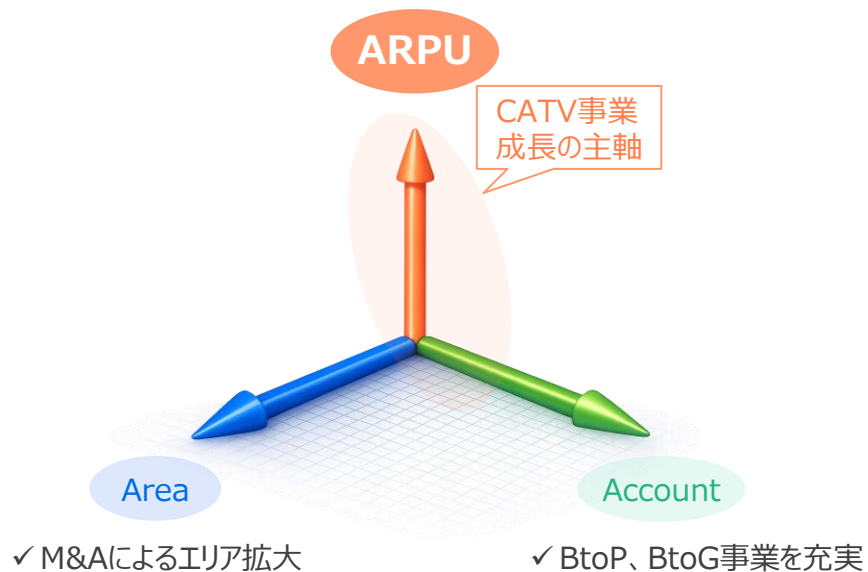 ARPU
CATV事業
成長の主軸
Area
Account
✓ M&Aによるエリア拡大
✓ BtoP、BtoG事業を充実